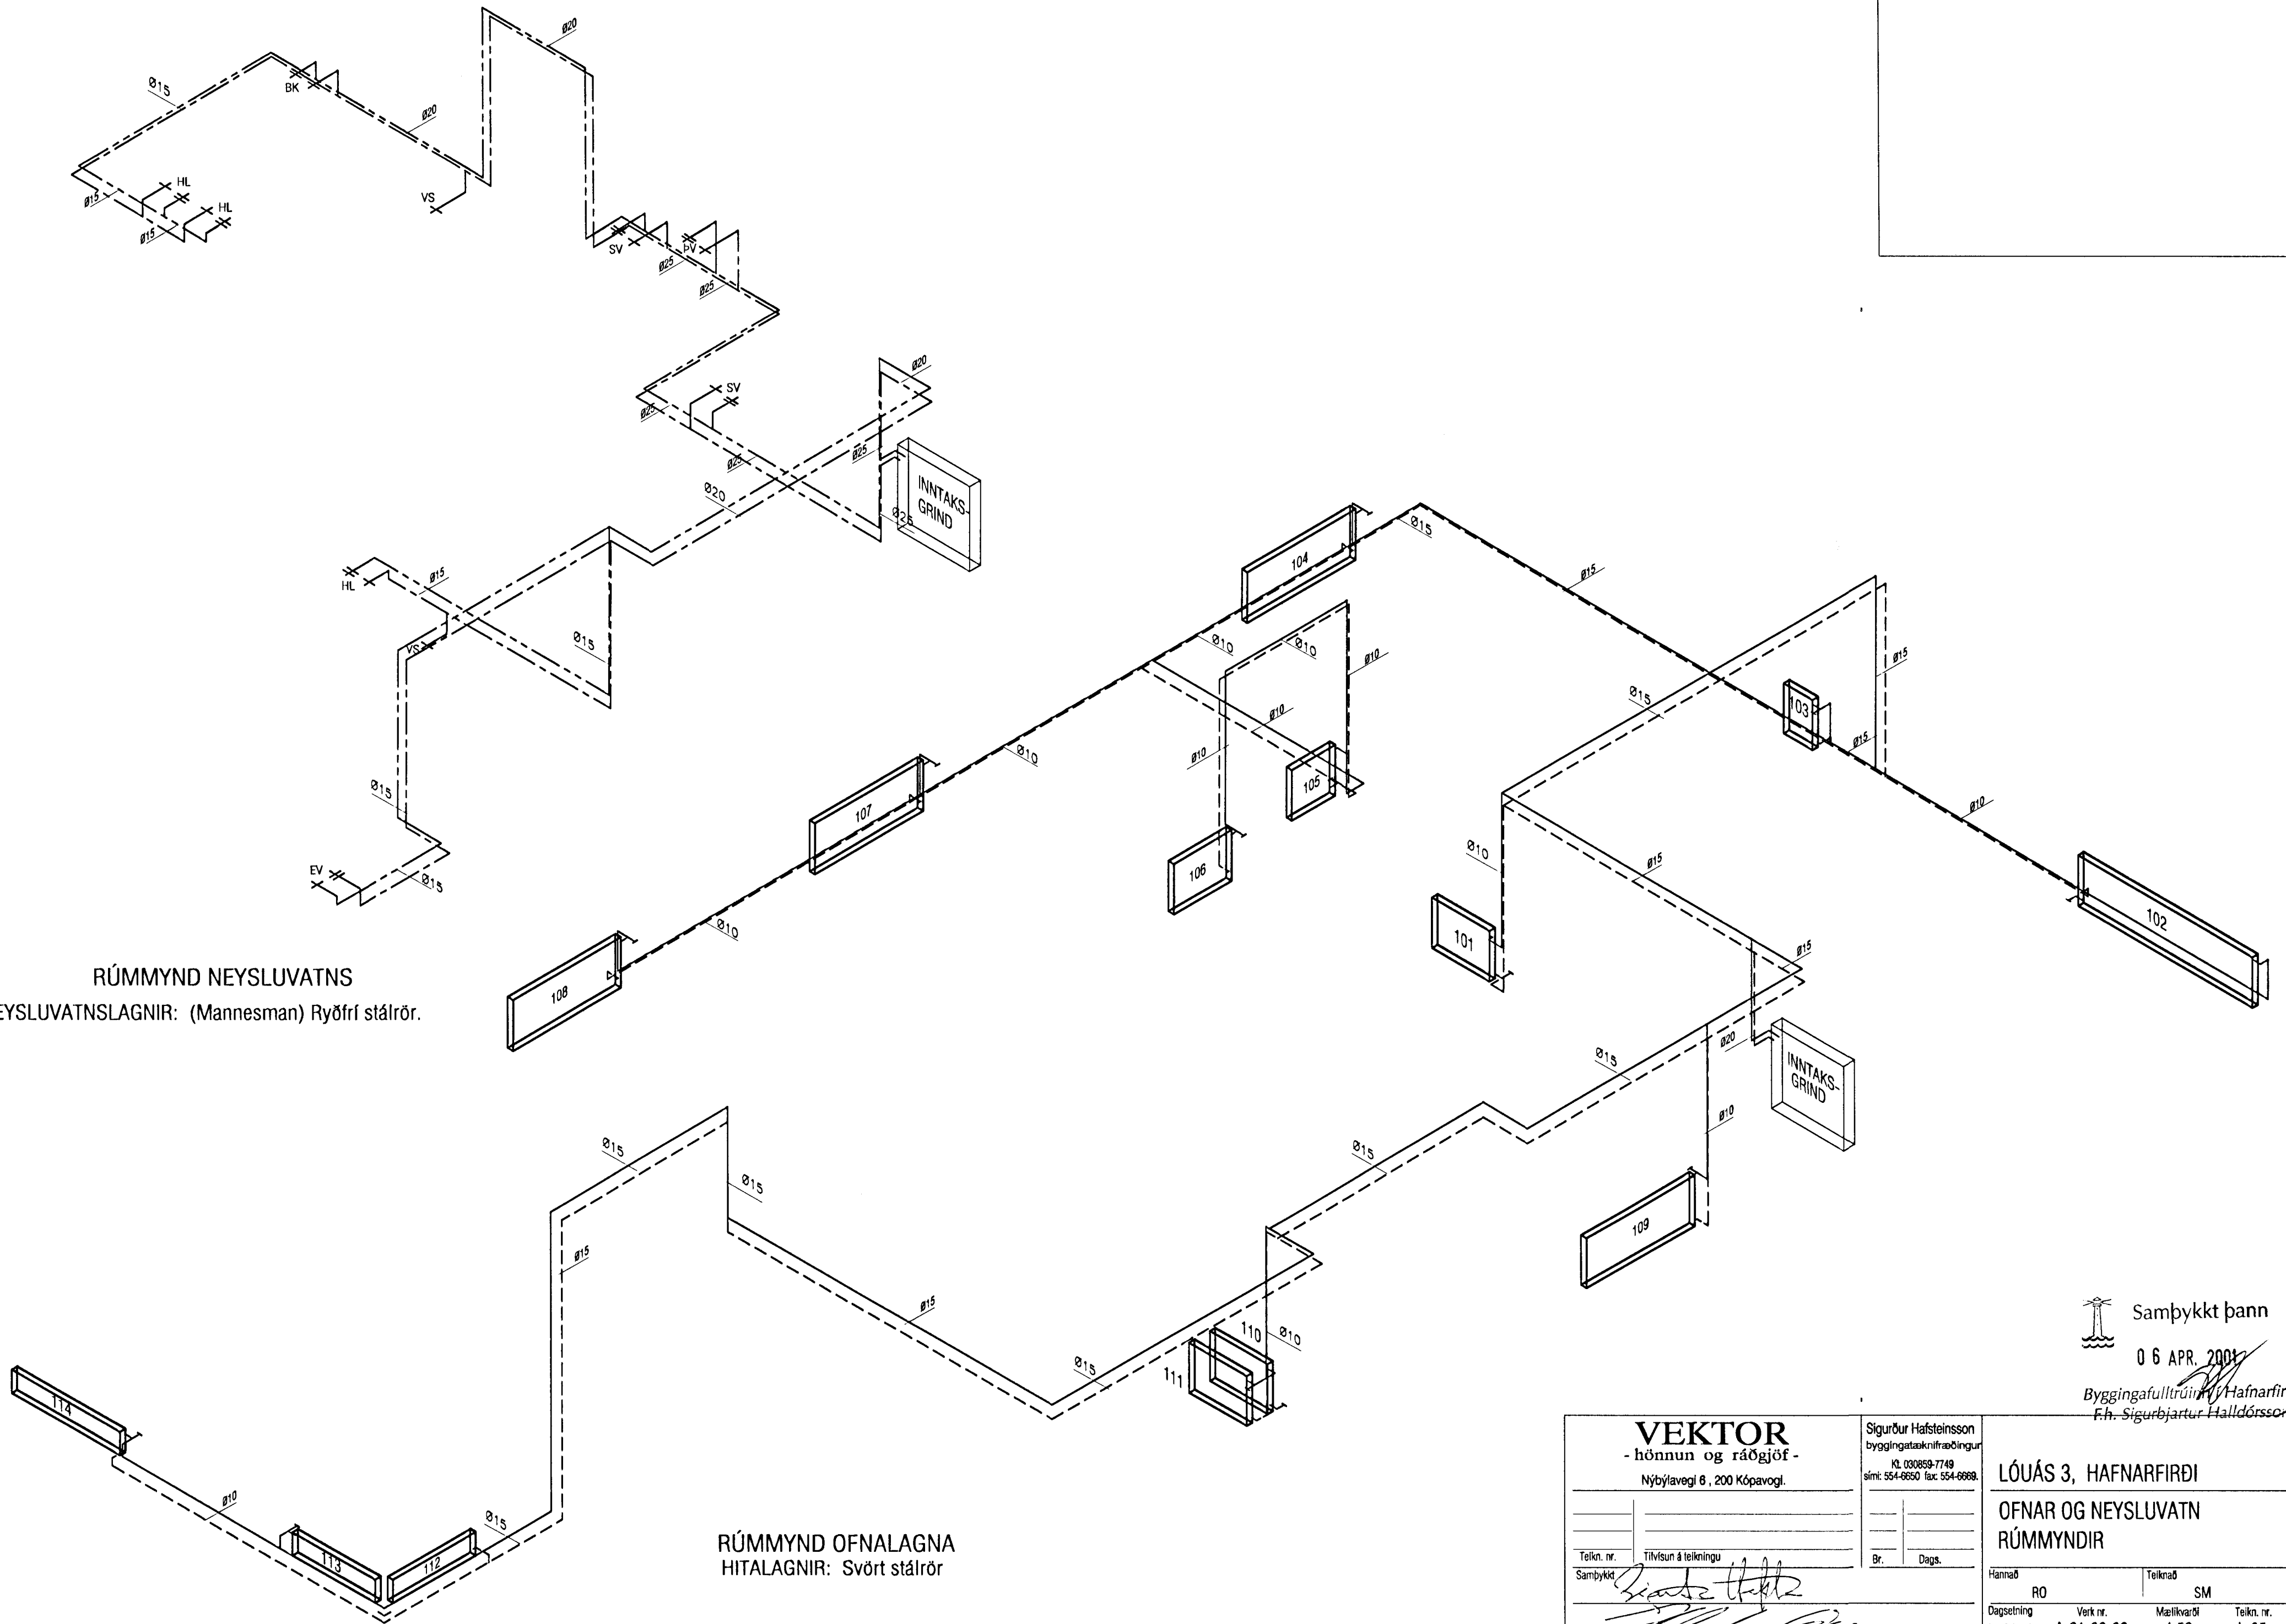 Ø20
Ø15
BK
Ø20
HL
HL
VS
Ø15
Ø15
SV
ÞV
Ø25
Ø25
Ø20
SV
Ø25
Ø25
Ø25
Ø20
INNTAKS-
GRIND
Ø25
Ø15
HL
VS
Ø15
Ø15
EV
Ø15
RÚMMYND NEYSLUVATNS
EYSLUVATNSLAGNIR: (Mannesman) Ryðfrí stálrör.
104
Ø15
Ø15
Ø10
Ø10
Ø10
Ø15
Ø15
103
Ø15
Ø10
Ø10
Ø10
Ø10
105
107
106
Ø10
Ø15
101
102
Ø15
Ø10
108
Ø20
INNTAKS-
GRIND
Ø15
Ø10
109
Ø15
Ø15
Ø15
Ø15
Ø15
Ø15
110
Ø10
111
114
Ø10
113
112
Ø15
RÚMMYND OFNALAGNA
HITALAGNIR: Svört stálrör
Samþykkt þann
0 6 APR. 2001
Byggingafulltrúinn í Hafnarfir
F.h. Sigurbjartur Halldórsson
VEKTOR
- hönnun og ráðgjöf -
Nýbýlavegi 6 , 200 Kópavogi.
Sigurður Hafsteinsson
byggingatæknifræðingur
Kt. 030859-7749
sími: 554-6650 fax: 554-6669.
LÓUÁS 3, HAFNARFIRÐI
OFNAR OG NEYSLUVATN
RÚMMYNDIR
Teikn. nr.
Tilvísun á teikningu
Br.
Dags.
Samþykkt
Hannað
RO
Teiknað
SM
Dagsetning
Verk nr.
Mælikvarði
Teikn. nr.